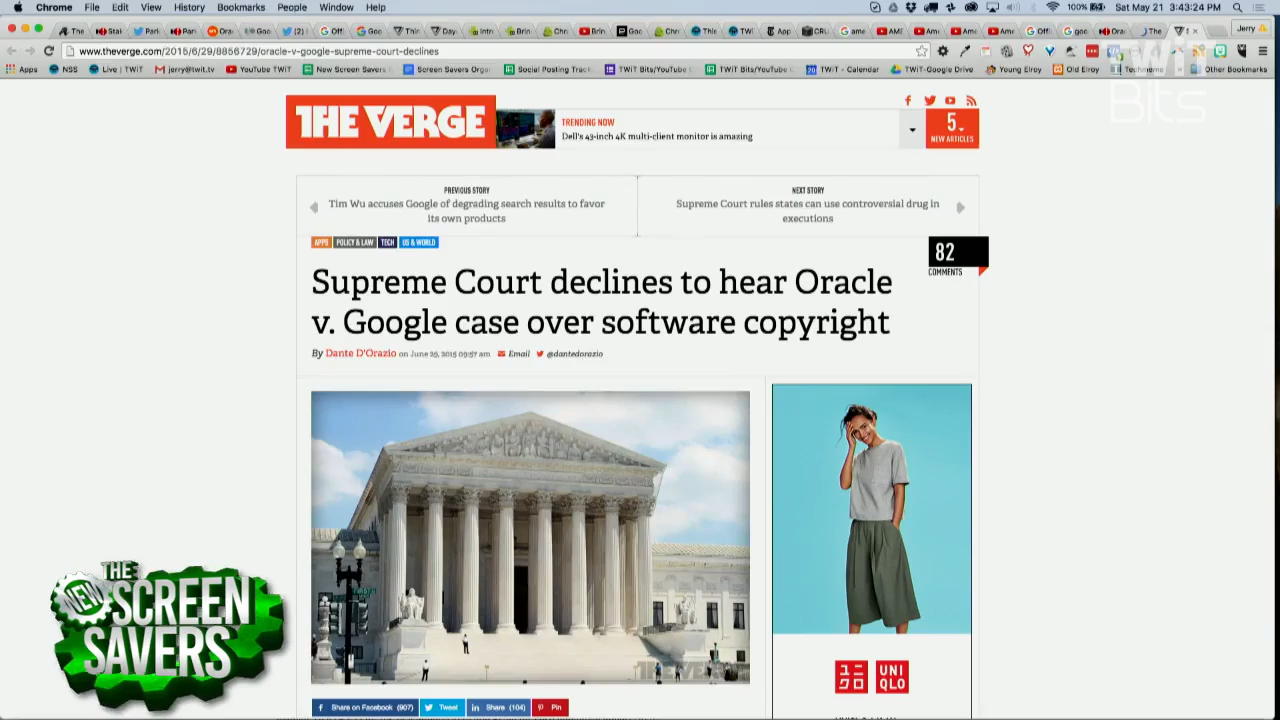 Chrome File Edit View History Bookmarks People Window Help
100% Sat May 21 3:43:24 PM
Jerry
www.theverge.com/2015/6/29/8856729/oracle-v-google-supreme-court-declines
Apps NSS Live | TWiT jerry@twit.tv YouTube TWiT New Screen Savers Screen Savers Orga Social Posting Track TWiT Bits/YouTube TWiT Bits/YouTube TWiT - Calendar TWiT-Google Drive Young Elroy Old Elroy Techmeme Other Bookmarks
TWiT
Bits
THE VERGE
TRENDING NOW
Dell's 43-inch 4K multi-client monitor is amazing
5
NEW ARTICLES
PREVIOUS STORY
Tim Wu accuses Google of degrading search results to favor
its own products
NEXT STORY
Supreme Court rules states can use controversial drug in
executions
APPS POLICY & LAW TECH US & WORLD
82
COMMENTS
Supreme Court declines to hear Oracle
v. Google case over software copyright
By Dante D'Orazio on June 29, 2015 09:57 am Email @dantedorazio
THE NEW
SCREEN
SAVERS
UNI
QLO
Share on Facebook (907) Tweet Share (104) Pin